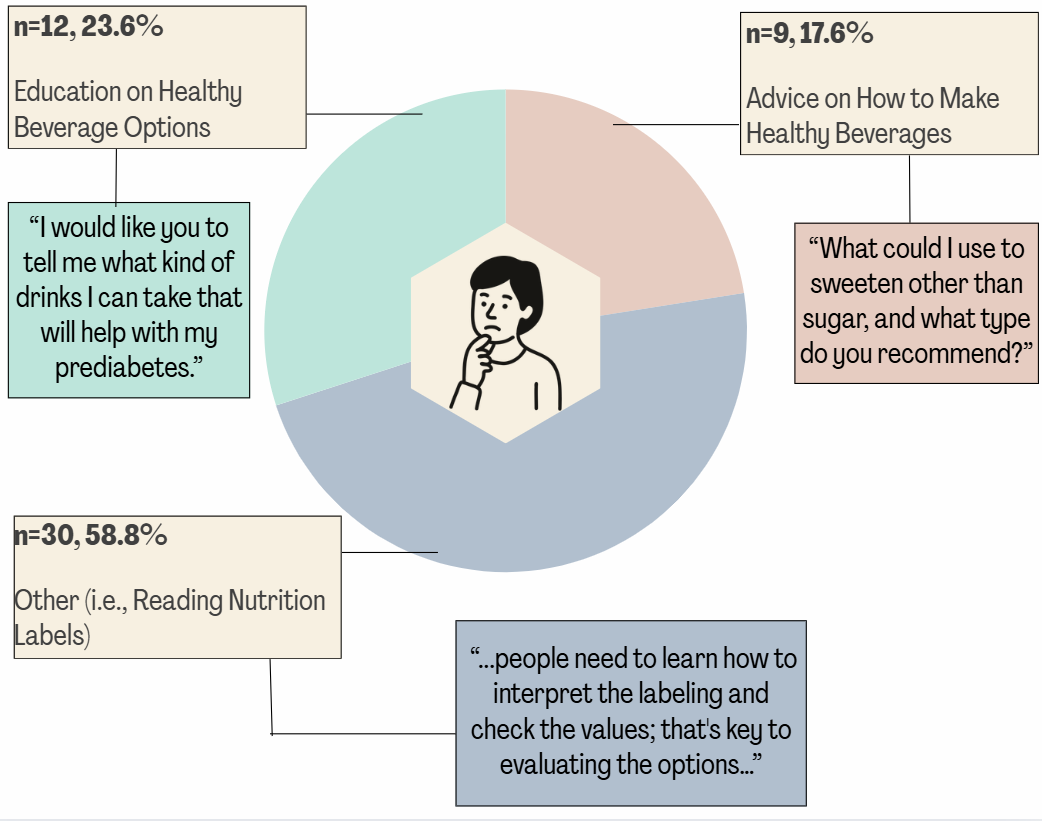 n=12, 23.6%
Education on Healthy
Beverage Options
“I would like you to
tell me what kind of
drinks I can take that
will help with my
prediabetes.”
n=9, 17.6%
Advice on How to Make
Healthy Beverages
“What could I use to
sweeten other than
sugar, and what type
do you recommend?”
n=30, 58.8%
Other (i.e., Reading Nutrition
Labels)
“...people need to learn how to
interpret the labeling and
check the values; that's key to
evaluating the options...”